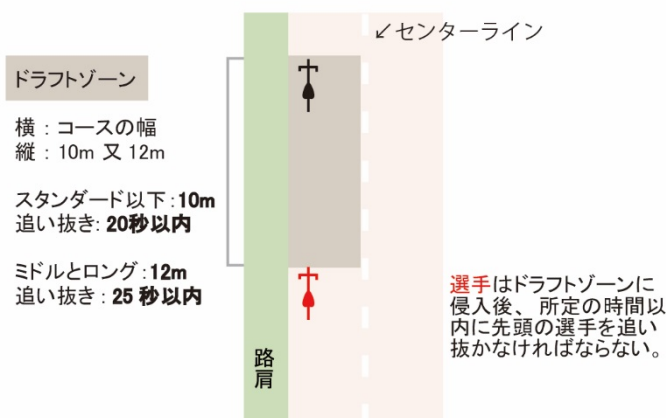 ↙センターライン
ドラフトゾーン
横 : コースの幅
縦 : 10m 又 12m
スタンダード以下 : 10m
追い抜き : 20秒以内
ミドルとロング : 12m
追い抜き : 25 秒以内
路肩
選手はドラフトゾーンに
侵入後、所定の時間以
内に先頭の選手を追い
抜かなければならない。